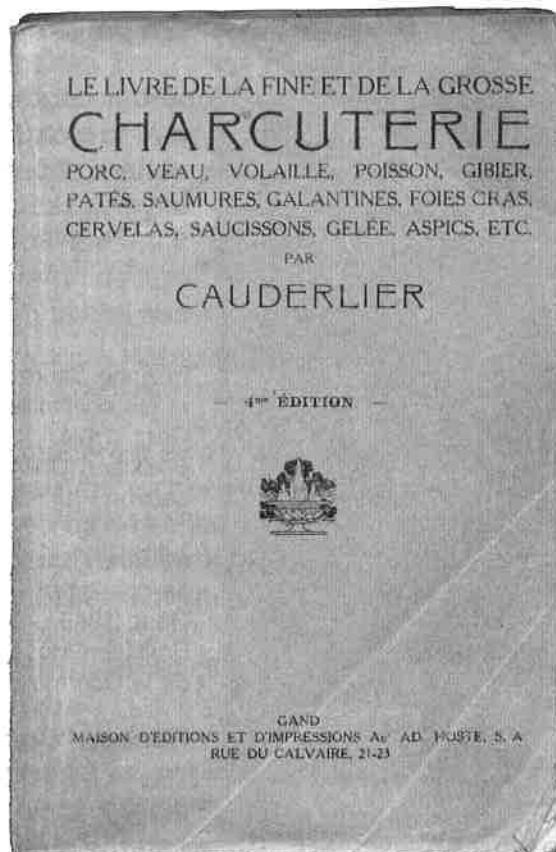 LE LIVRE DE LA FINE ET DE LA GROSSE
CHARCUTERIE
PORC, VEAU, VOLAILLE, POISSON, GIBIER,
PATÉS, SAUMURES, GALANTINES, FOIES GRAS,
CERVELAS, SAUCISSONS, GELÉE, ASPICS, ETC.
PAR
CAUDERLIER
— 4me ÉDITION —
GAND
MAISON D'EDITIONS ET D'IMPRESSIONS AD. HOSTE, S. A
RUE DU CALVAIRE, 21-23